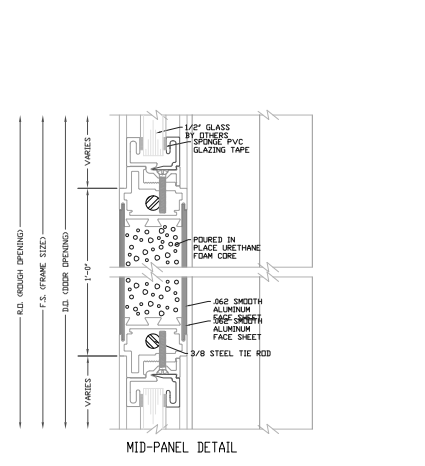 1/2" GLASS
BY OTHERS
SPONGE PVC
GLAZING TAPE
VARIES
R.O. (ROUGH OPENING)
F.S. (FRAME SIZE)
D.O. (DOOR OPENING)
1'-0"
POURED IN
PLACE URETHANE
FOAM CORE
.062 SMOOTH
ALUMINUM
FACE SHEET
.062 SMOOTH
ALUMINUM
FACE SHEET
3/8 STEEL TIE ROD
VARIES
MID-PANEL DETAIL